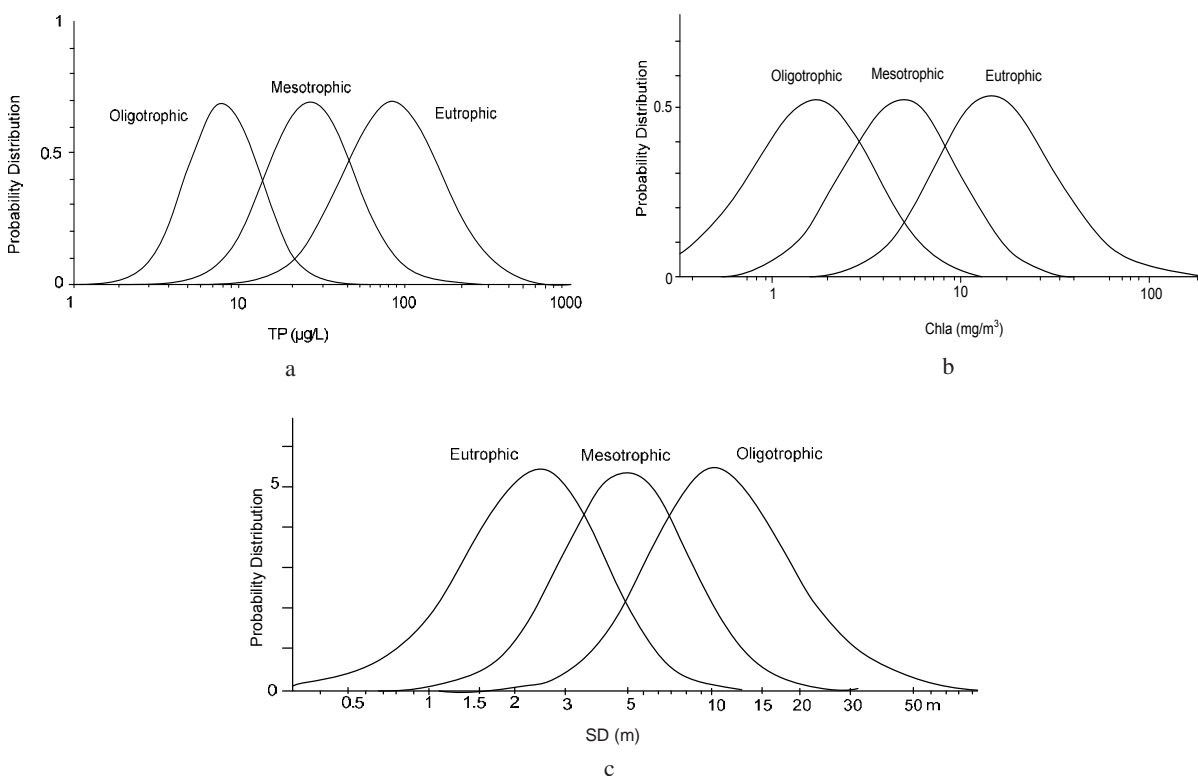 1
Mesotrophic
Oligotrophic
Eutrophic
0.5
0
Probability Distribution
1 10 100 1000
TP (µg/L)
a
Oligotrophic Mesotrophic Eutrophic
0.5
0
Probability Distribution
1 10 100
Chla (mg/m³)
b
Eutrophic Mesotrophic Oligotrophic
5
0
Probability Distribution
0.5 1 1.5 2 3 5 10 15 20 30 50 m
SD (m)
c